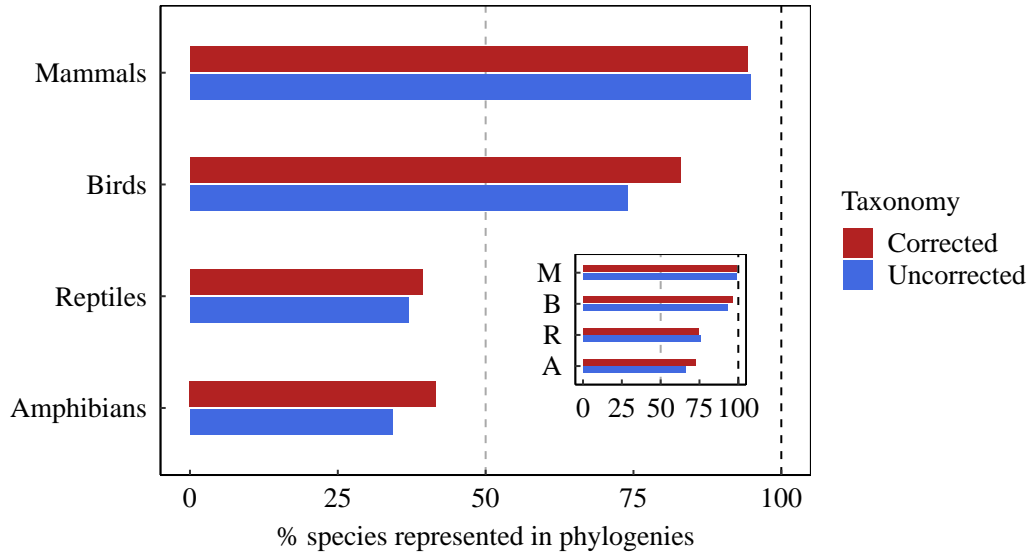 Mammals
Birds
Reptiles
Amphibians
0 25 50 75 100
% species represented in phylogenies
M
B
R
A
0 25 50 75 100
Taxonomy
Corrected
Uncorrected